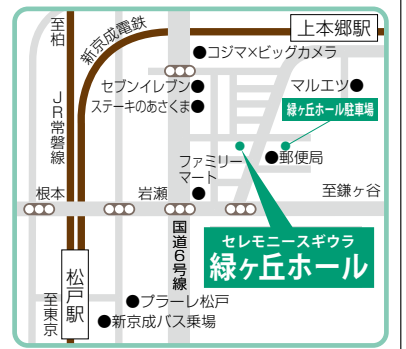 至柏
新京成電鉄
上本郷駅
コジマ×ビッグカメラ
セブンイレブン
ステーキのあさくま
マルエツ
緑ヶ丘ホール駐車場
JR常磐線
ファミリー
マート
郵便局
根本
岩瀬
至鎌ヶ谷
国道6号線
セレモニースギウラ
緑ヶ丘ホール
松戸駅
至東京
プラーレ松戸
新京成バス乗場